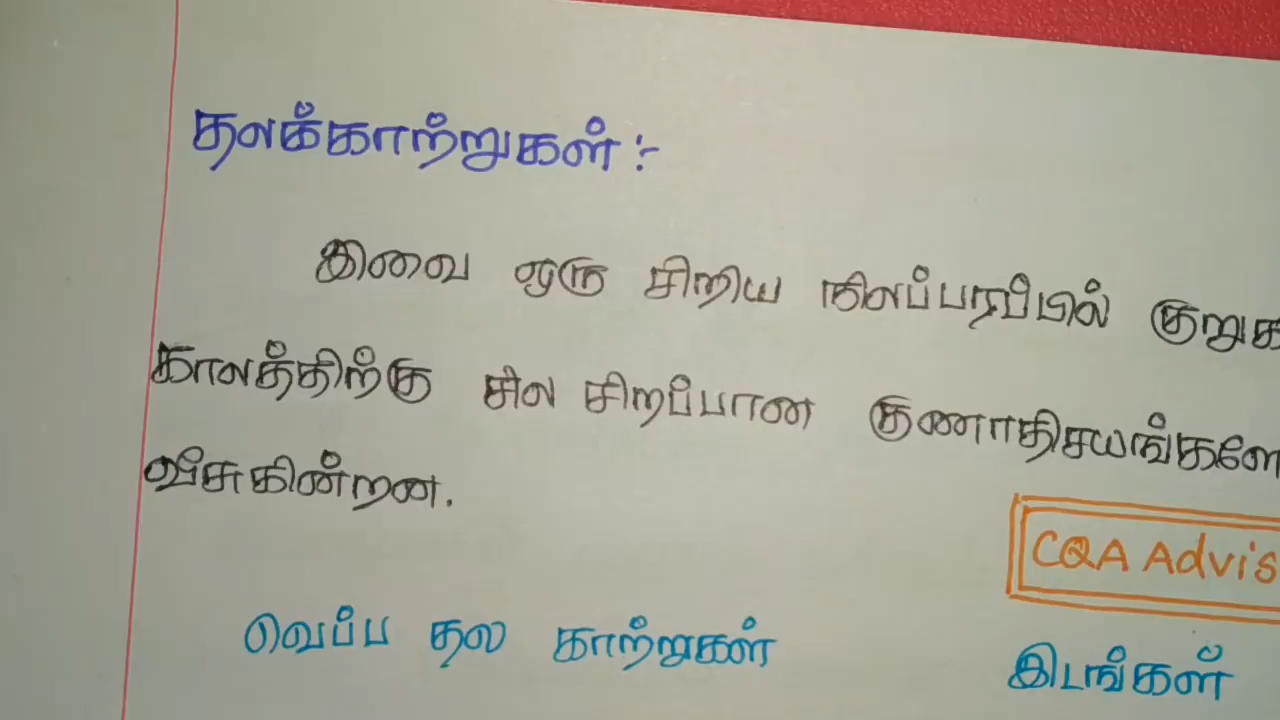 தலக்காற்றுகள் :-
இவை ஒரு சிறிய நிலப்பரப்பில் குறுக
காலத்திற்கு சில சிறப்பான குணாதிசயங்களே
வீசுகின்றன.
CQA Advis
வெப்ப தல காற்றுகள் இடங்கள்